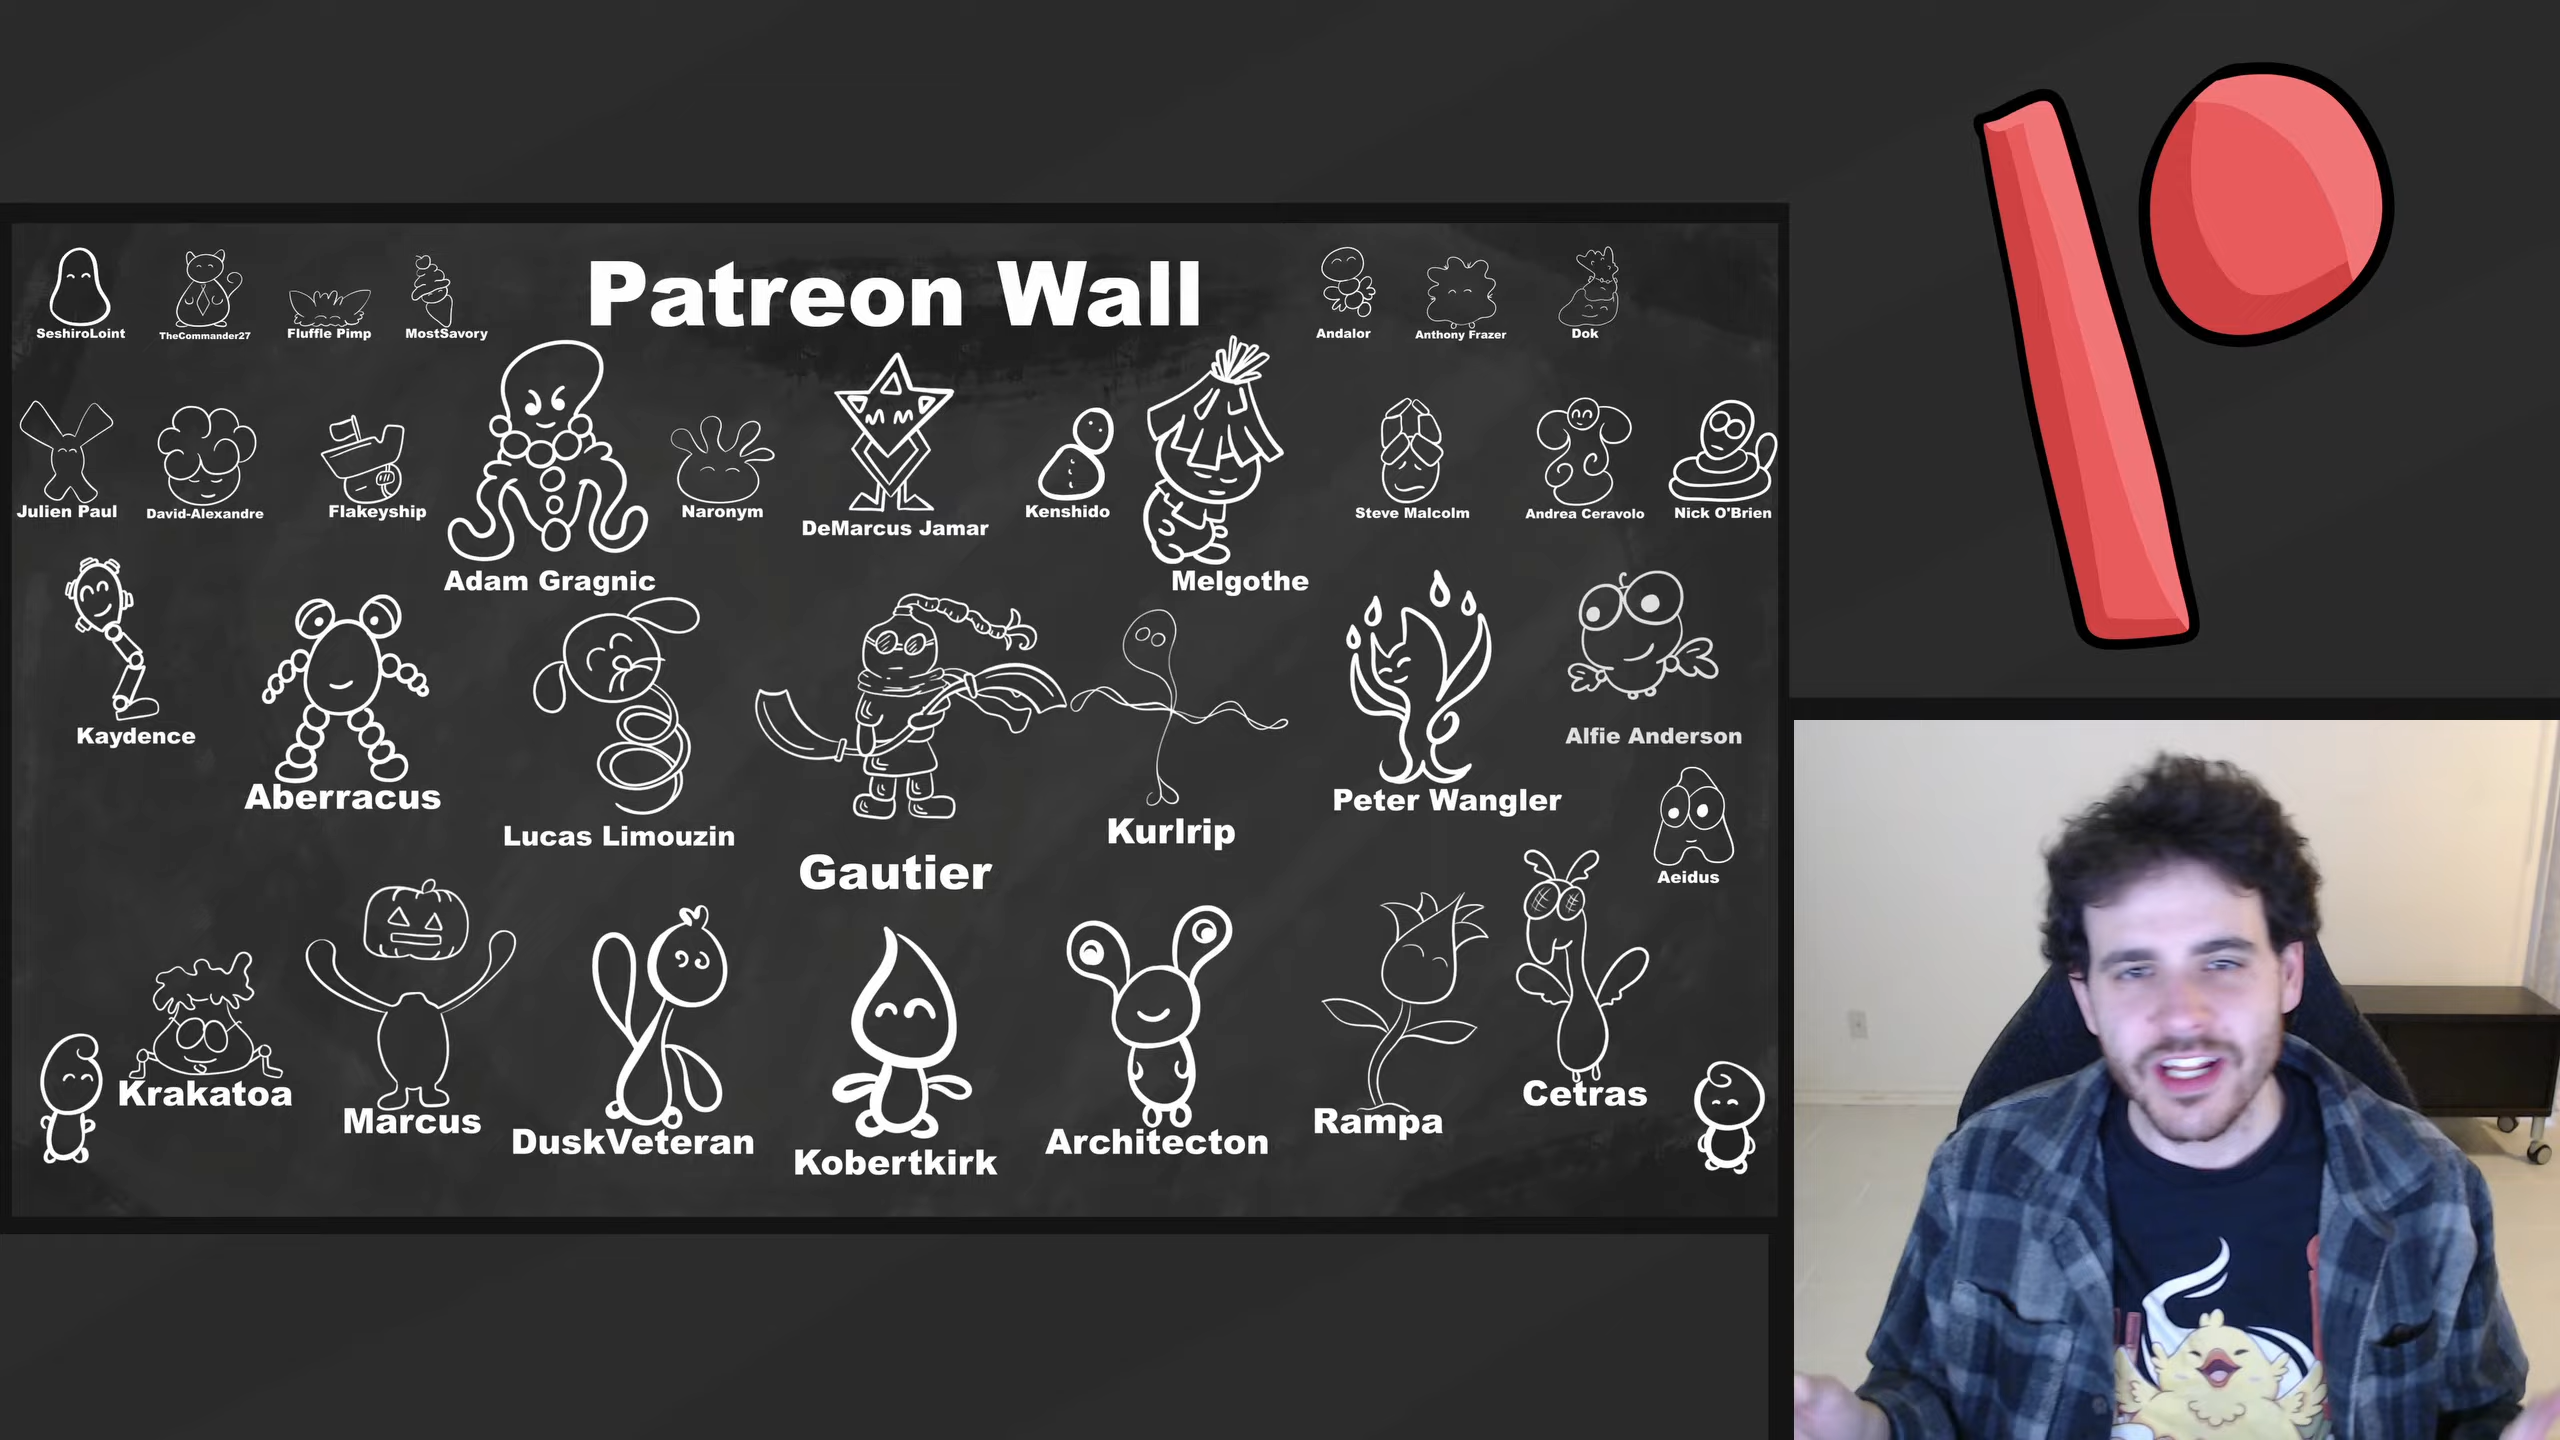 Patreon Wall
SeshiroLoint
TheCommander27
Fluffle Pimp
MostSavory
Andalor
Anthony Frazer
Dok
Julien Paul
David-Alexandre
Flakeyship
Adam Gragnic
Naronym
DeMarcus Jamar
Kenshido
Melgothe
Steve Malcolm
Andrea Ceravolo
Nick O'Brien
Kaydence
Aberracus
Lucas Limouzin
Gautier
Kurlrip
Peter Wangler
Alfie Anderson
Aeidus
Krakatoa
Marcus
DuskVeteran
Kobertkirk
Architecton
Rampa
Cetras